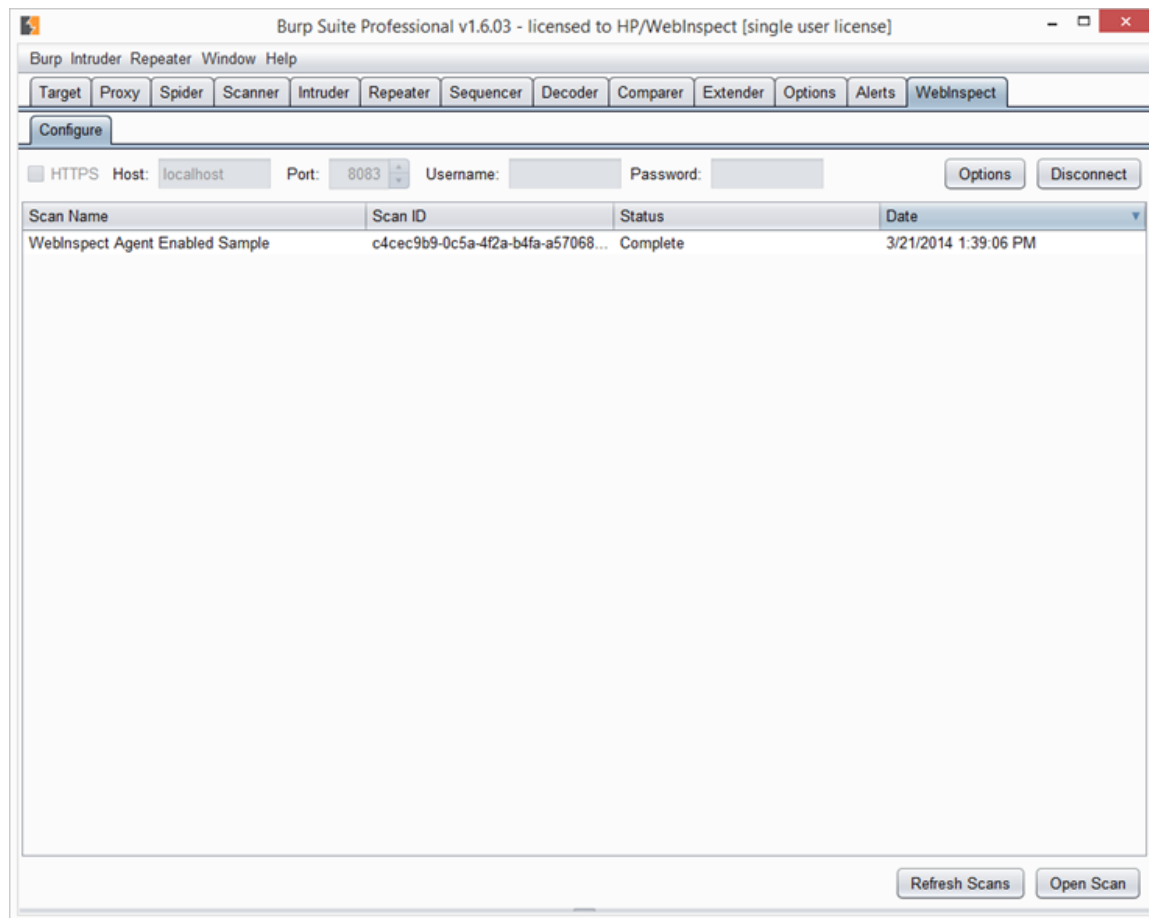 Burp Suite Professional v1.6.03 - licensed to HP/WebInspect [single user license]
Burp Intruder Repeater Window Help
Target Proxy Spider Scanner Intruder Repeater Sequencer Decoder Comparer Extender Options Alerts WebInspect
Configure
HTTPS Host: localhost Port: 8083 Username: Password: Options Disconnect
Scan Name Scan ID Status Date
WebInspect Agent Enabled Sample c4cec9b9-0c5a-4f2a-b4fa-a57068... Complete 3/21/2014 1:39:06 PM
Refresh Scans Open Scan